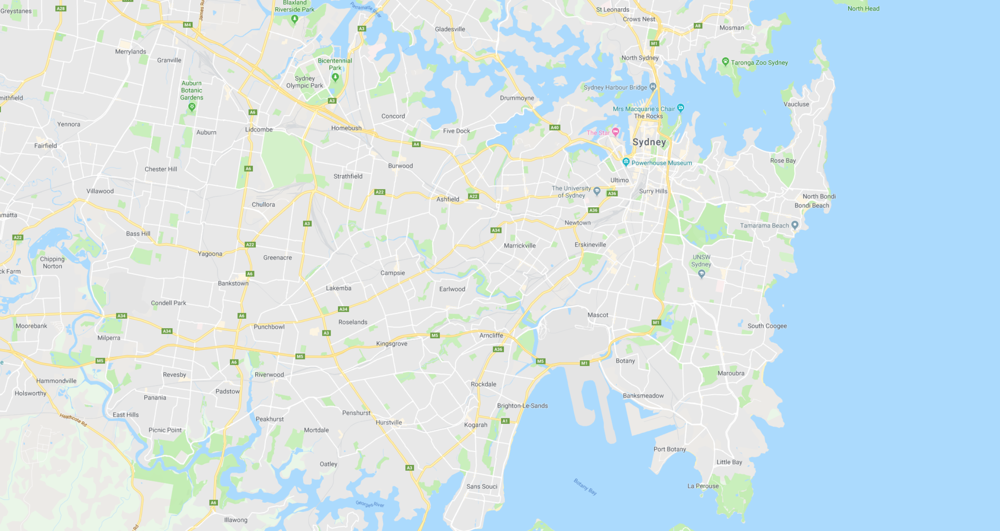 Greystanes
A28
James Ru
M4
Blaxland
Riverside Park
Parramatta River
A3
Gladesville
St Leonards
Crows Nest
A8
Mosman
North Head
M1
Merrylands
Granville
Bicentennial
Park
North Sydney
Taronga Zoo Sydney
Auburn
Botanic
Gardens
Sydney
Olympic Park
Sydney Harbour Bridge
mithfield
A3
Drummoyne
Vaucluse
A6
Mrs Macquarie's Chair
The Rocks
Concord
Yennora
Auburn
Lidcombe
Homebush
Five Dock
A40
The Star
Sydney
Fairfield
A4
Rose Bay
Powerhouse Museum
Chester Hill
A6
Burwood
Strathfield
Ultimo
Villawood
A22
Ashfield
A22
The University
of Sydney
A36
Surry Hills
North Bondi
Bondi Beach
Chullora
A36
amatta
A3
Newtown
Tamarama Beach
A22
Bass Hill
A34
A22
Marrickville
Erskineville
Yagoona
Greenacre
Chipping
Norton
UNSW
Sydney
ck Farm
A6
Campsie
Bankstown
Lakemba
Earlwood
Condell Park
A34
A34
A6
Mascot
Moorebank
Punchbowl
Roselands
M1
South Coogee
A34
A3
M5
Arncliffe
Milperra
Kingsgrove
A36
M5
M5
A6
M5
M1
Botany
e
Revesby
Riverwood
Maroubra
Hammondville
Rockdale
Holsworthy
Padstow
Panania
Banksmeadow
Brighton-Le-Sands
East Hills
Penshurst
Heathcote Rd
Peakhurst
Hurstville
A1
Kogarah
Picnic Point
Mortdale
Port Botany
Oatley
A3
Little Bay
Sans Souci
Botany Bay
La Perouse
A6
Georges River
Illawong
Rd